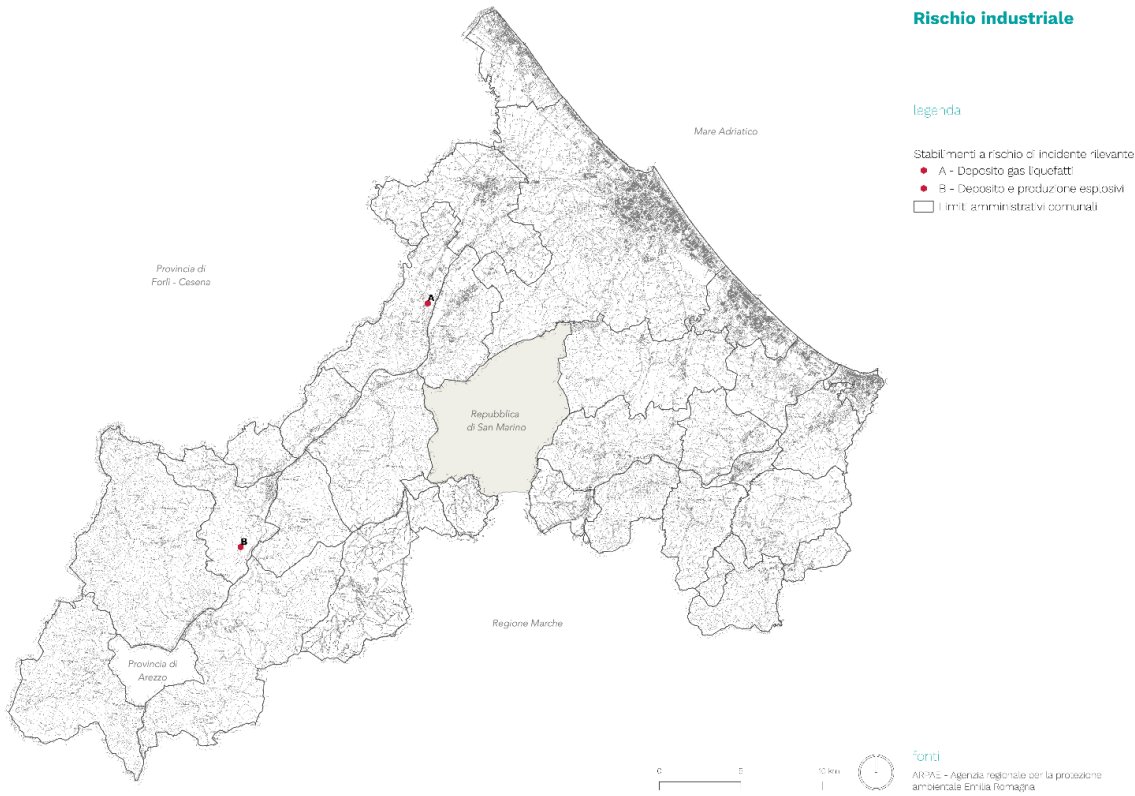 Rischio industriale
legenda
Mare Adriatico
Stabilimenti a rischio di incidente rilevante
A - Deposito gas liquefatti
B - Deposito e produzione esplosivi
Limiti amministrativi comunali
Provincia di
Forlì - Cesena
A
Repubblica
di San Marino
B
Regione Marche
Provincia di
Arezzo
0 5 10 km
fonti
ARPAE - Agenzia regionale per la protezione
ambientale Emilia Romagna